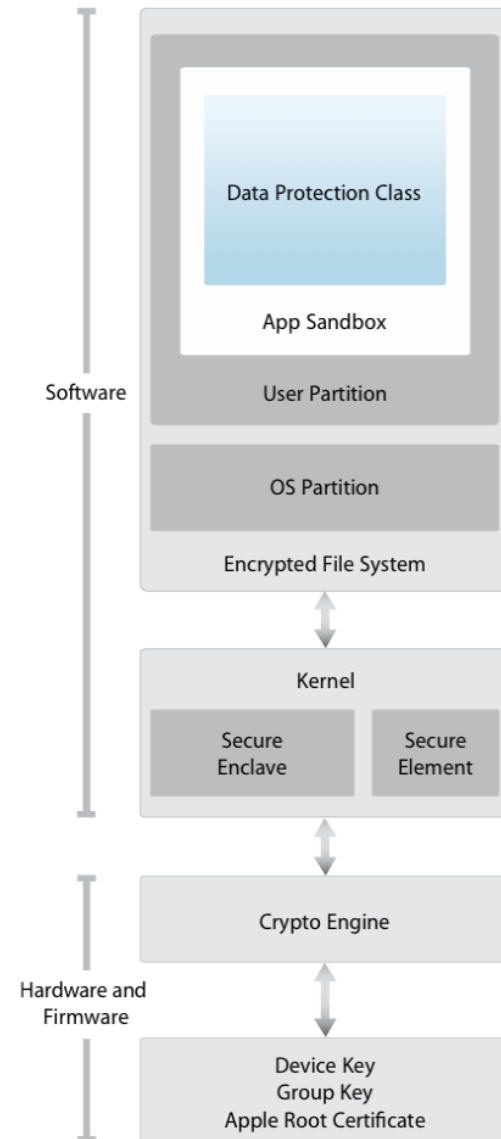 Data Protection Class
App Sandbox
Software
User Partition
OS Partition
Encrypted File System
Kernel
Secure
Enclave
Secure
Element
Crypto Engine
Hardware and
Firmware
Device Key
Group Key
Apple Root Certificate